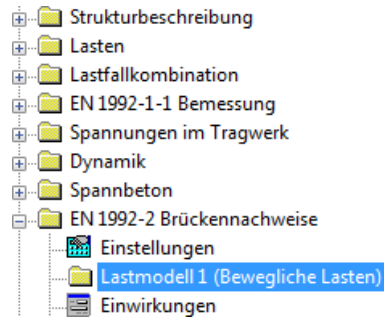 Strukturbeschreibung
Lasten
Lastfallkombination
EN 1992-1-1 Bemessung
Spannungen im Tragwerk
Dynamik
Spannbeton
EN 1992-2 Brückennachweise
Einstellungen
Lastmodell 1 (Bewegliche Lasten)
Einwirkungen